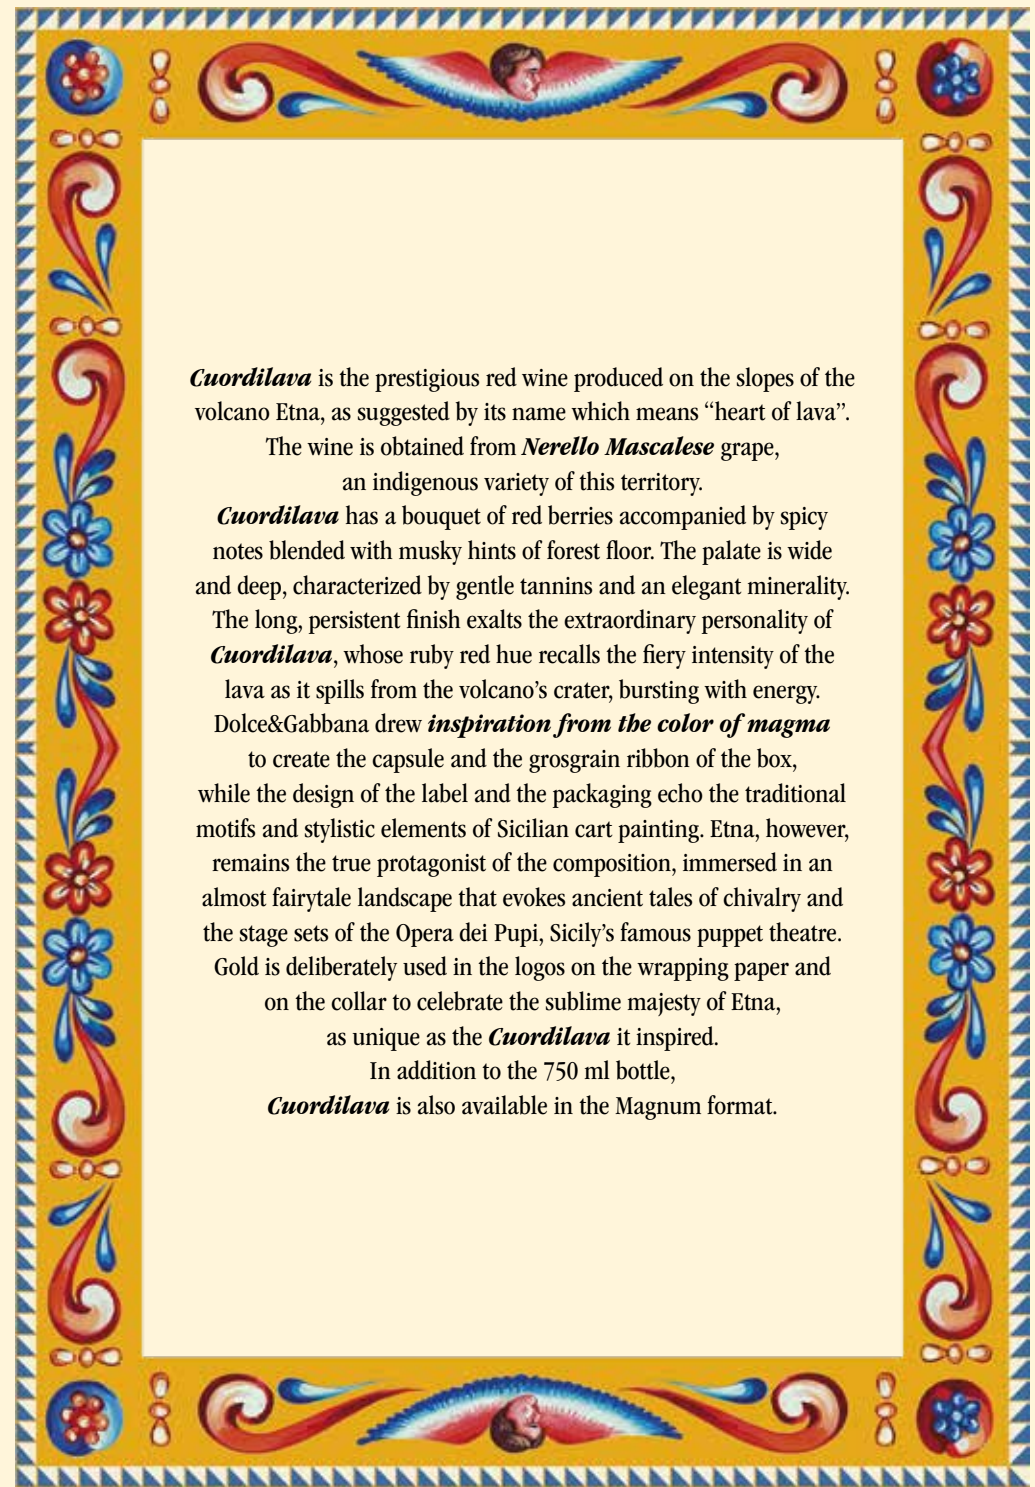 Cuordilava is the prestigious red wine produced on the slopes of the
volcano Etna, as suggested by its name which means “heart of lava”.
The wine is obtained from Nerello Mascalese grape,
an indigenous variety of this territory.
Cuordilava has a bouquet of red berries accompanied by spicy
notes blended with musky hints of forest floor. The palate is wide
and deep, characterized by gentle tannins and an elegant minerality.
The long, persistent finish exalts the extraordinary personality of
Cuordilava, whose ruby red hue recalls the fiery intensity of the
lava as it spills from the volcano’s crater, bursting with energy.
Dolce&Gabbana drew inspiration from the color of magma
to create the capsule and the grosgrain ribbon of the box,
while the design of the label and the packaging echo the traditional
motifs and stylistic elements of Sicilian cart painting. Etna, however,
remains the true protagonist of the composition, immersed in an
almost fairytale landscape that evokes ancient tales of chivalry and
the stage sets of the Opera dei Pupi, Sicily’s famous puppet theatre.
Gold is deliberately used in the logos on the wrapping paper and
on the collar to celebrate the sublime majesty of Etna,
as unique as the Cuordilava it inspired.
In addition to the 750 ml bottle,
Cuordilava is also available in the Magnum format.